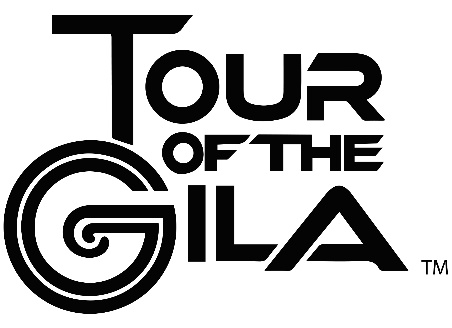 TOUR
OF THE
GILA
TM